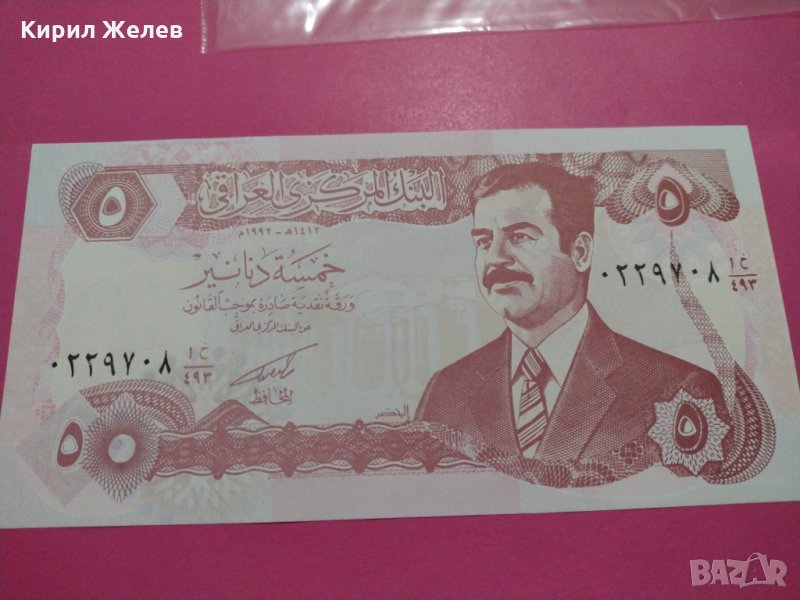 Кирил Желев
البنك المركزي العراقي
٥
٥
١٤١٢هـ - ١٩٩٢م
خمسة دنانير
ورقة نقدية صادرة بموجب القانون
عن البنك المركزي العراقي
خ ١
٤٩٣
٠٢٢٩٧٠٨
٠٢٢٩٧٠٨
خ ١
٤٩٣
المحافظ
٥
٥
BAZAR